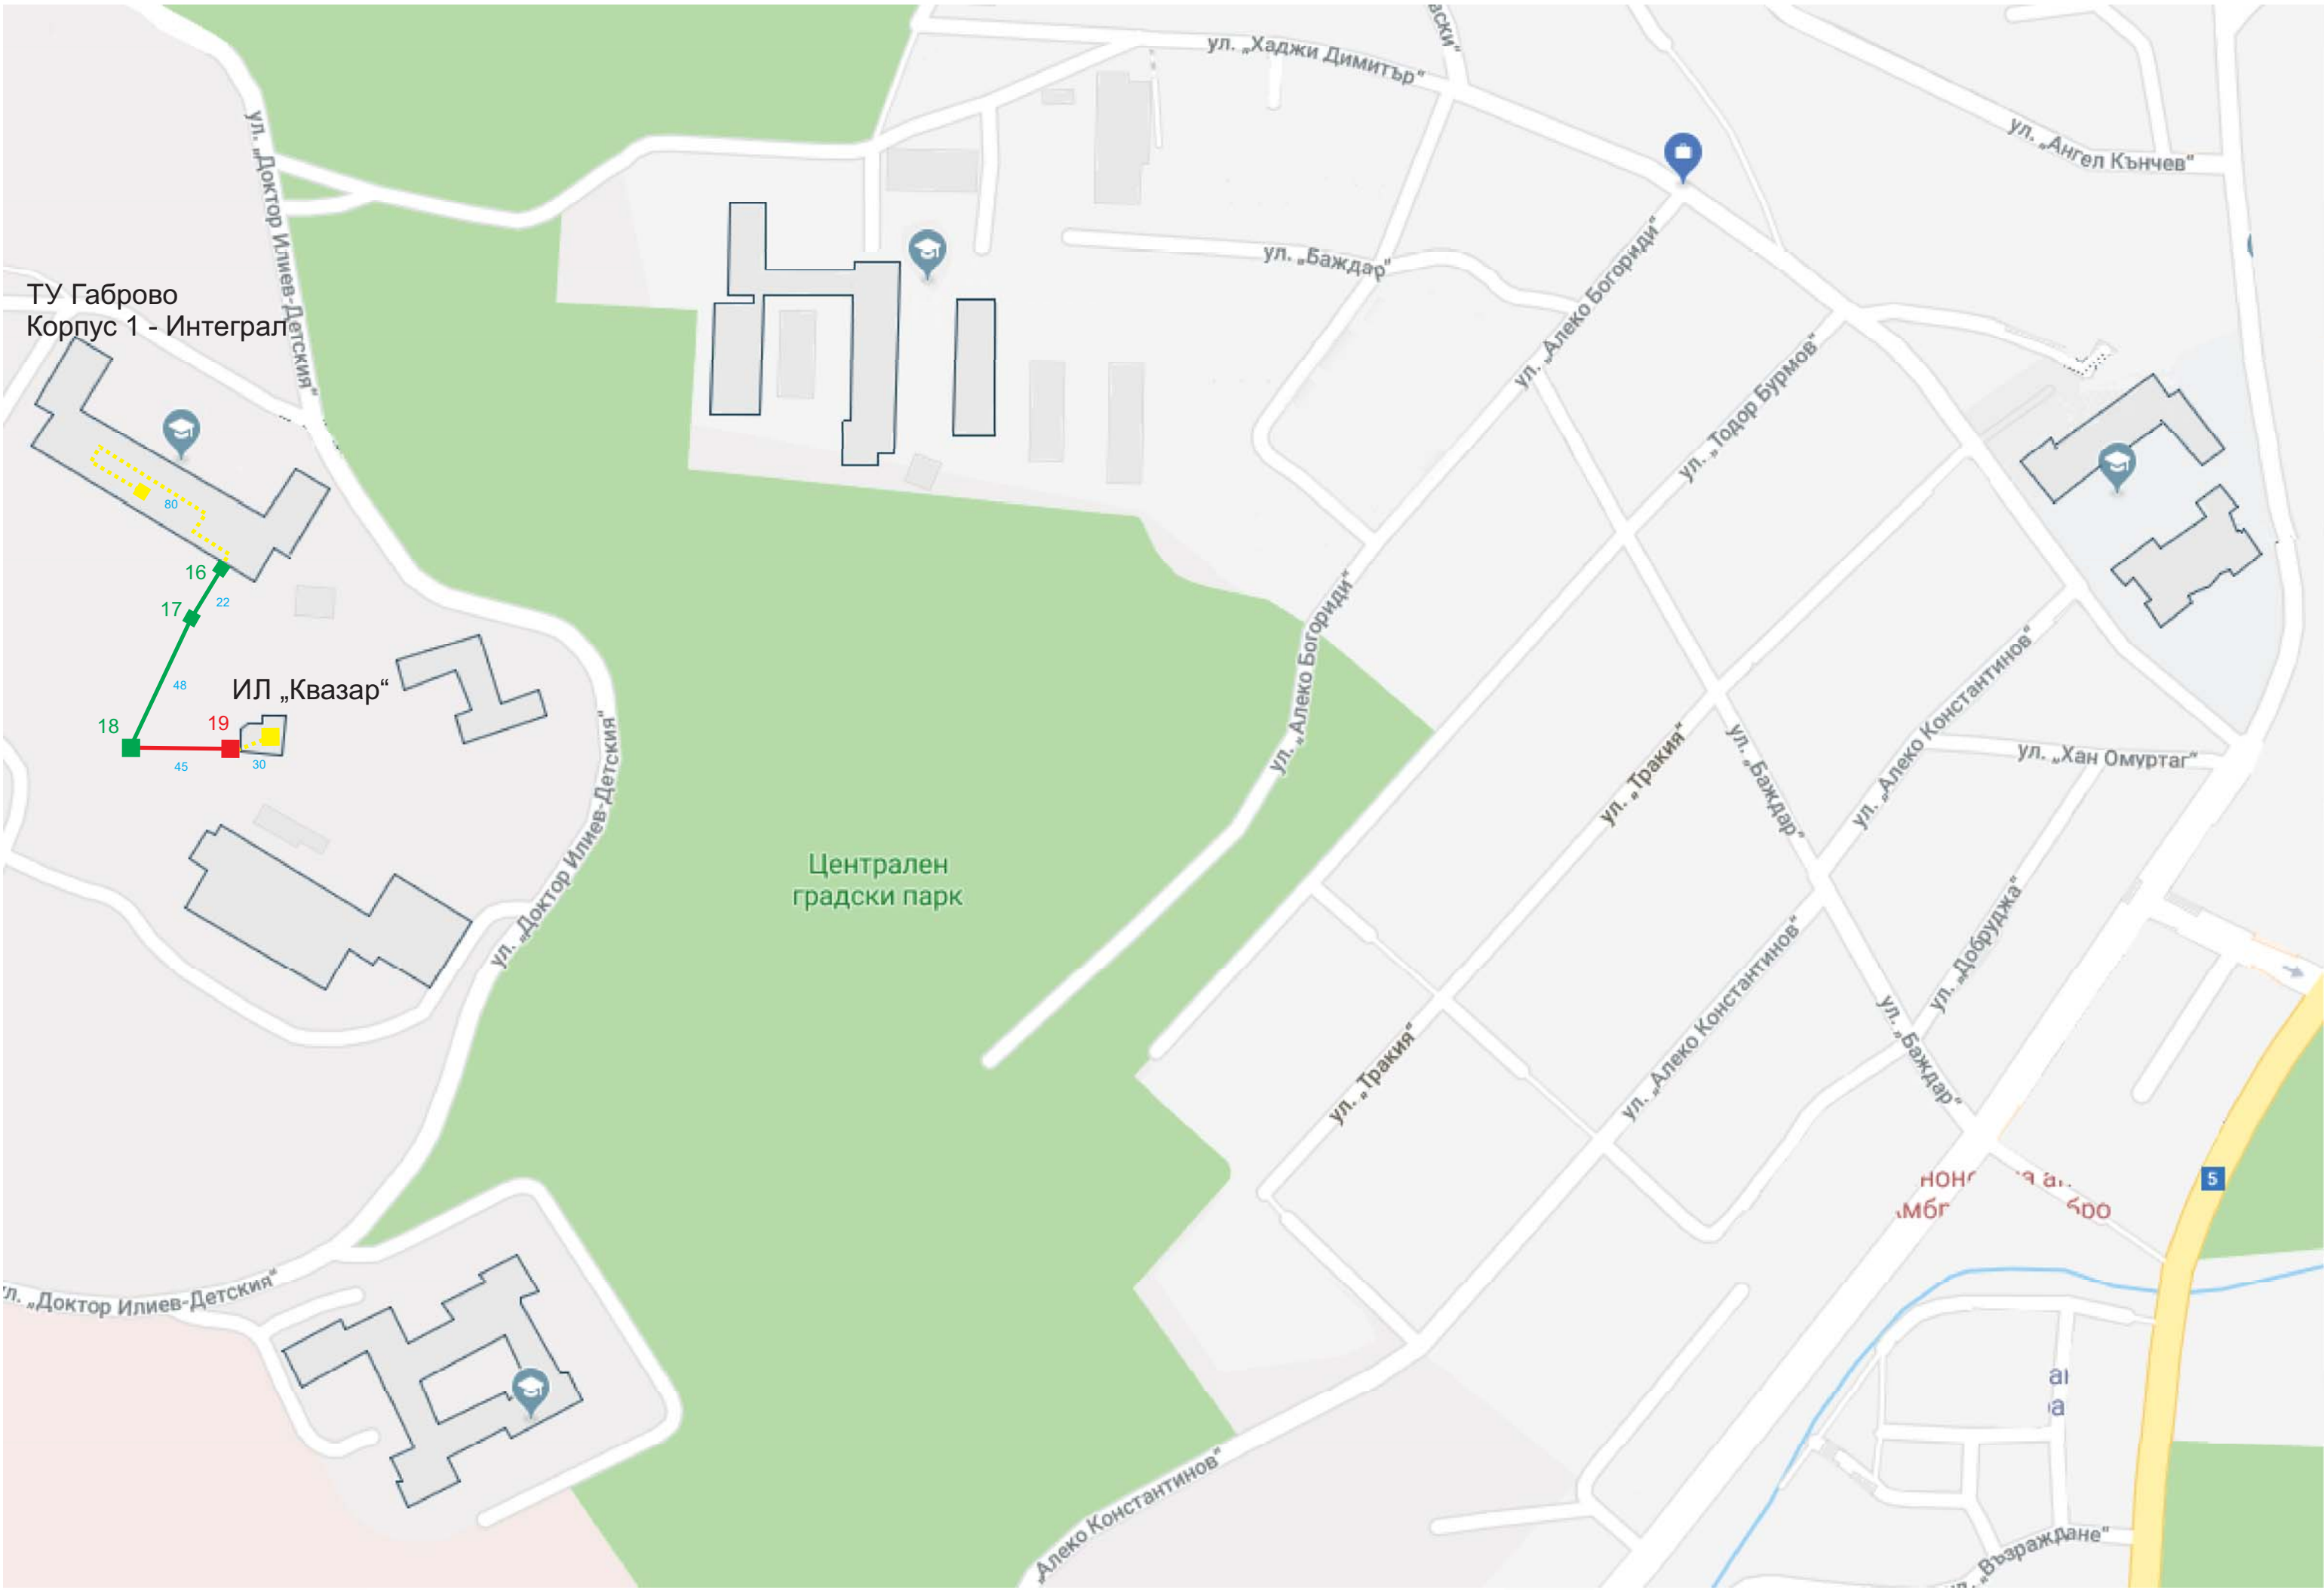 ул. „Хаджи Димитър“
вски“
ул. „Ангел Кънчев“
ул. „Доктор Илиев-Детския“
ул. „Баждар“
ул. „Алеко Богориди“
ТУ Габрово
Корпус 1 - Интеграл
ул. „Тодор Бурмов“
80
16
22
17
48
ИЛ „Квазар“
18
19
45
30
ул. „Алеко Богориди“
ул. „Доктор Илиев-Детския“
Централен
градски парк
ул. „Тракия“
ул. „Баждар“
ул. „Алеко Константинов“
ул. „Хан Омуртаг“
ул. „Добруджа“
ул. „Алеко Константинов“
ул. „Тракия“
ул. „Баждар“
5
ул. „Доктор Илиев-Детския“
„Алеко Константинов“
„Възраждане“